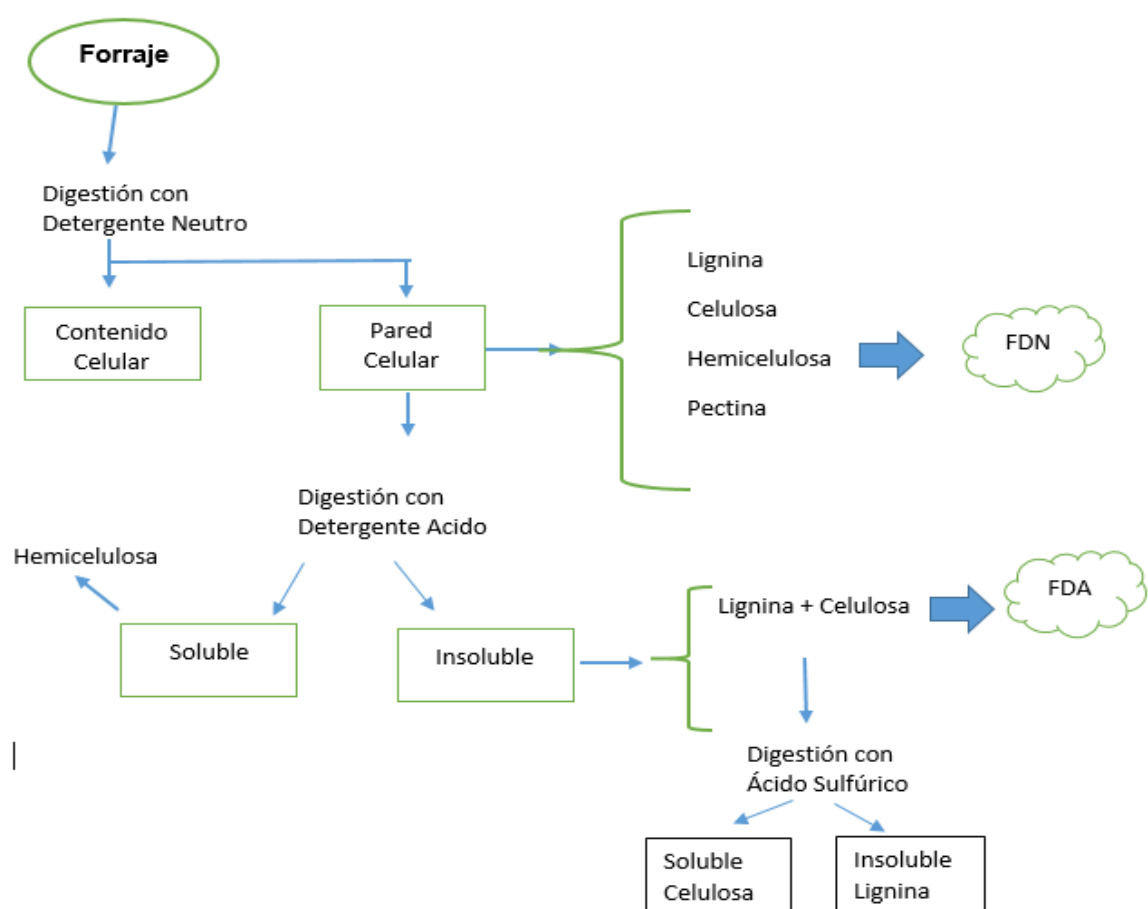 Forraje
Digestión con
Detergente Neutro
Contenido
Celular
Pared
Celular
Lignina
Celulosa
Hemicelulosa
Pectina
FDN
Digestión con
Detergente Acido
Hemicelulosa
Soluble
Insoluble
Lignina + Celulosa
FDA
Digestión con
Ácido Sulfúrico
Soluble
Celulosa
Insoluble
Lignina